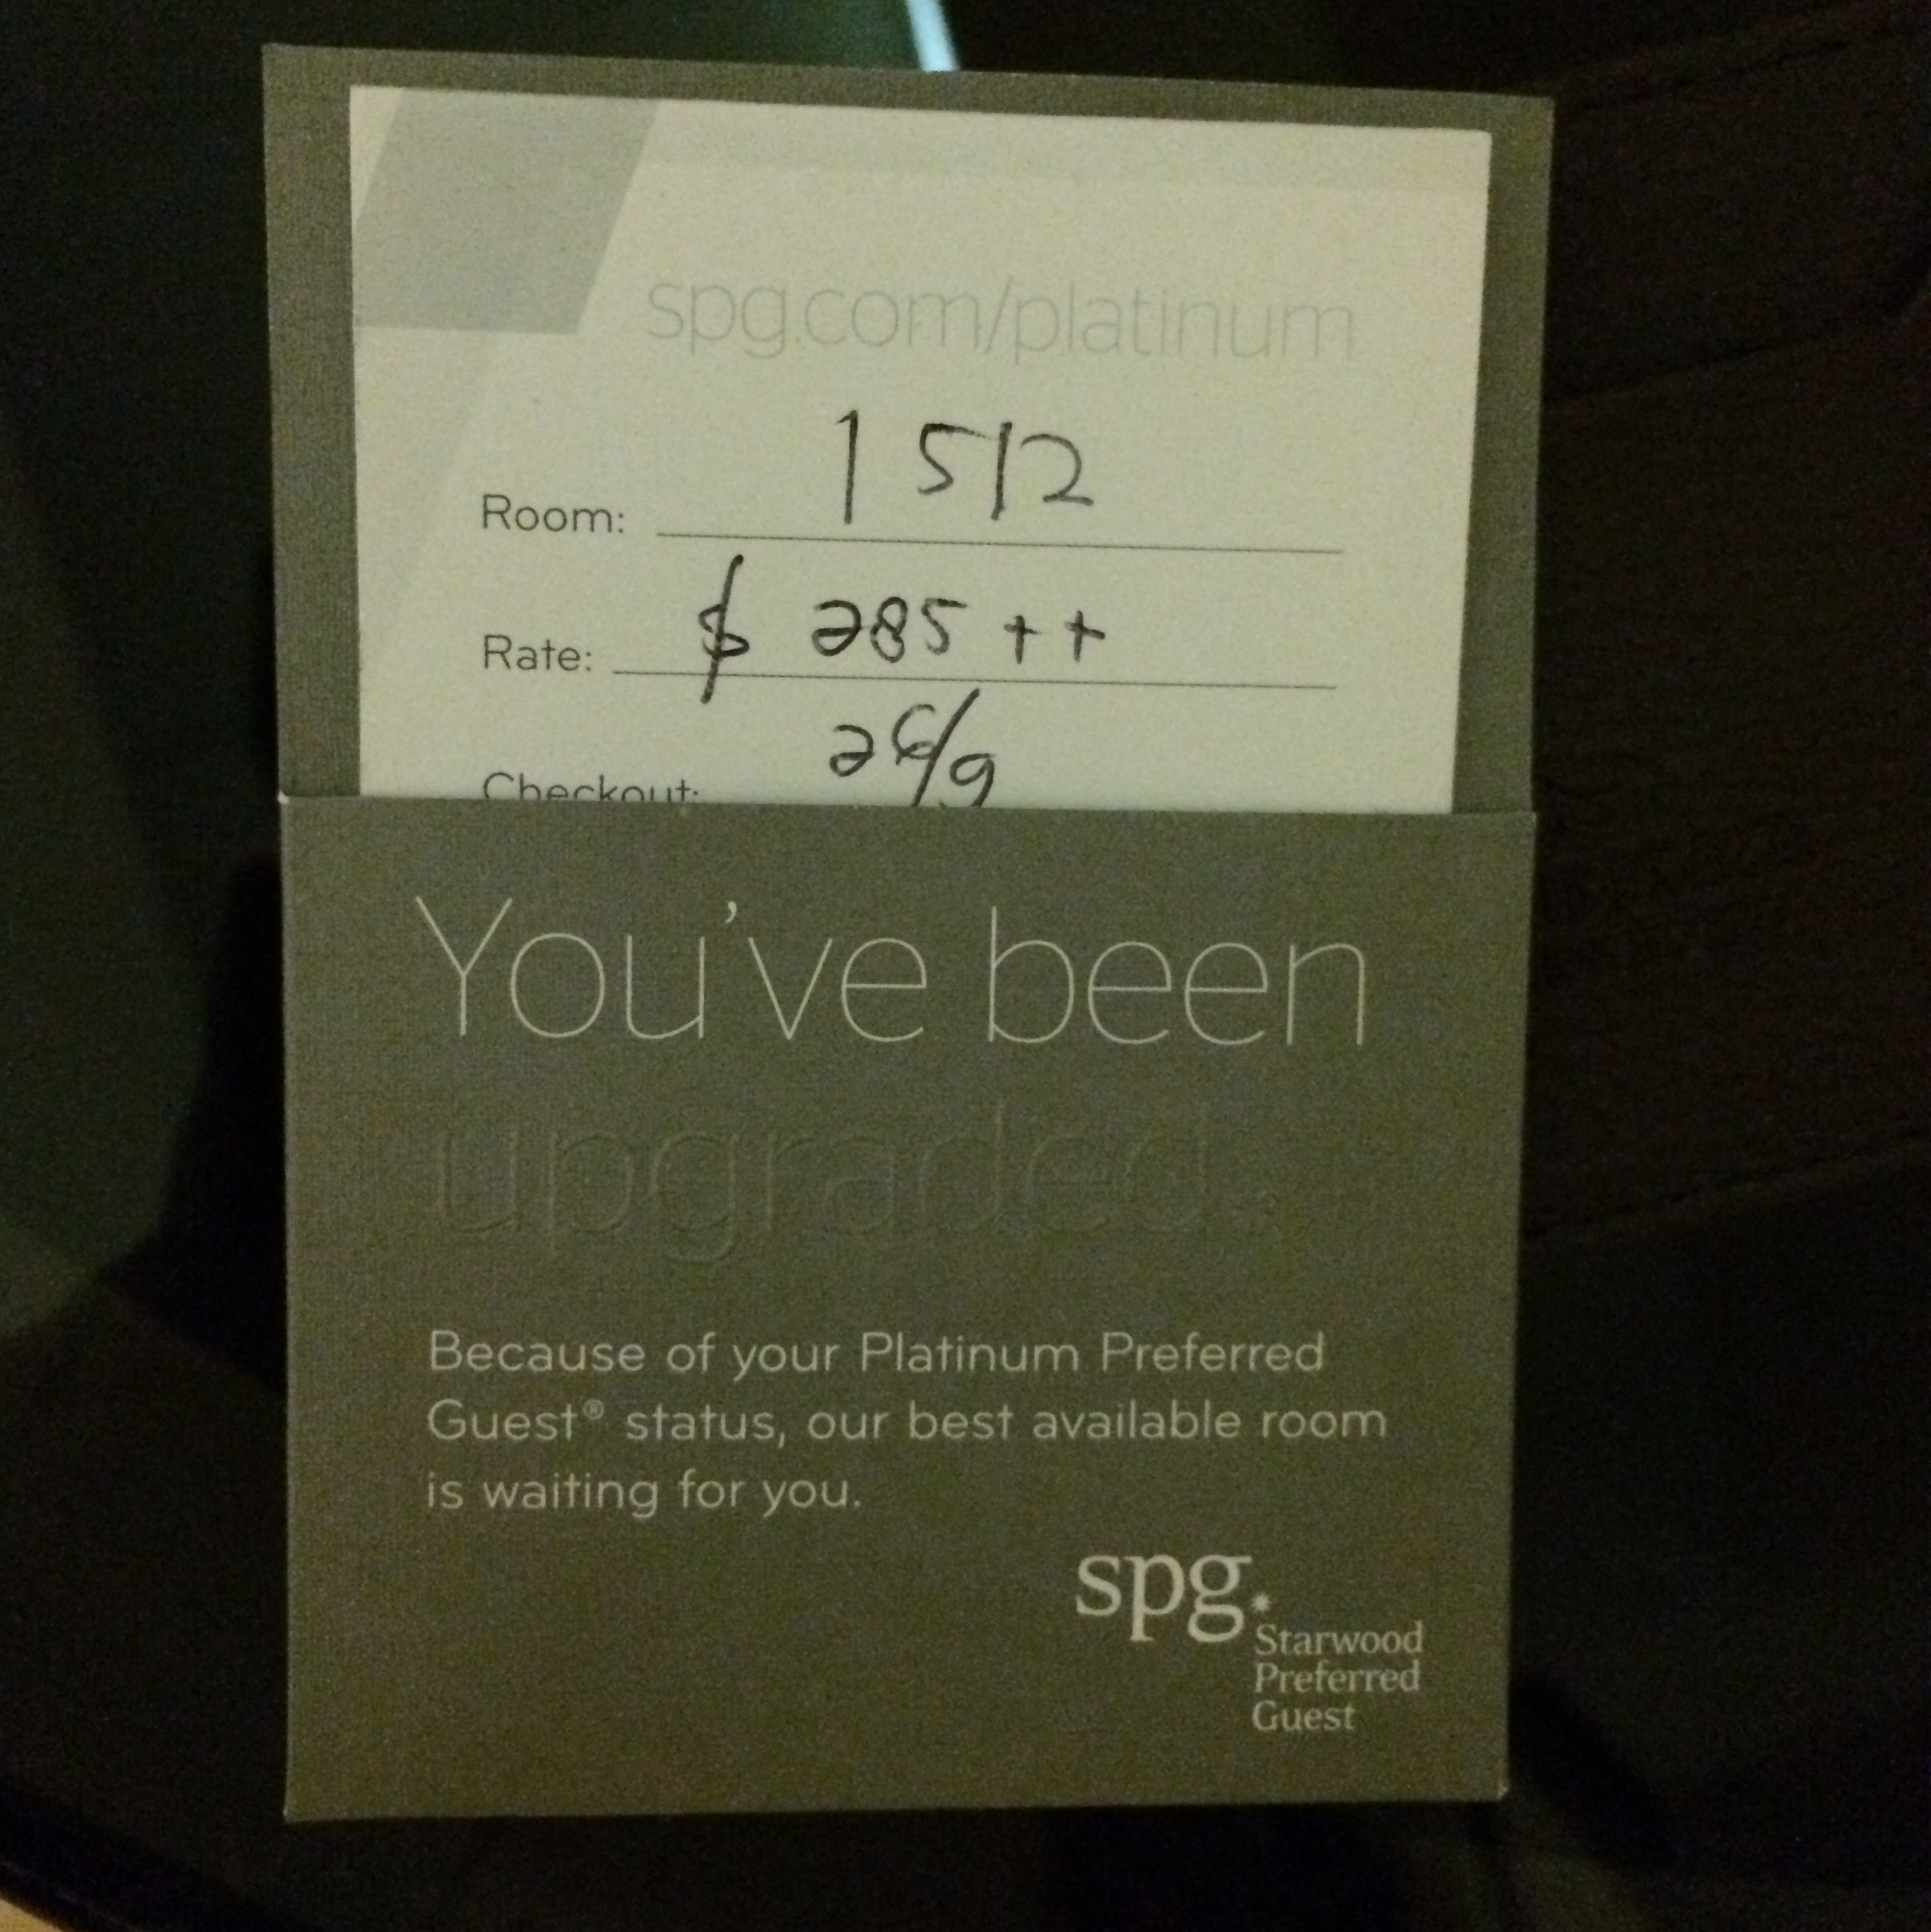 spg.com/platinum
Room: 1512
Rate: $ 285++
Checkout: 26/9
You've been
upgraded.
Because of your Platinum Preferred
Guest® status, our best available room
is waiting for you.
spg.
Starwood
Preferred
Guest